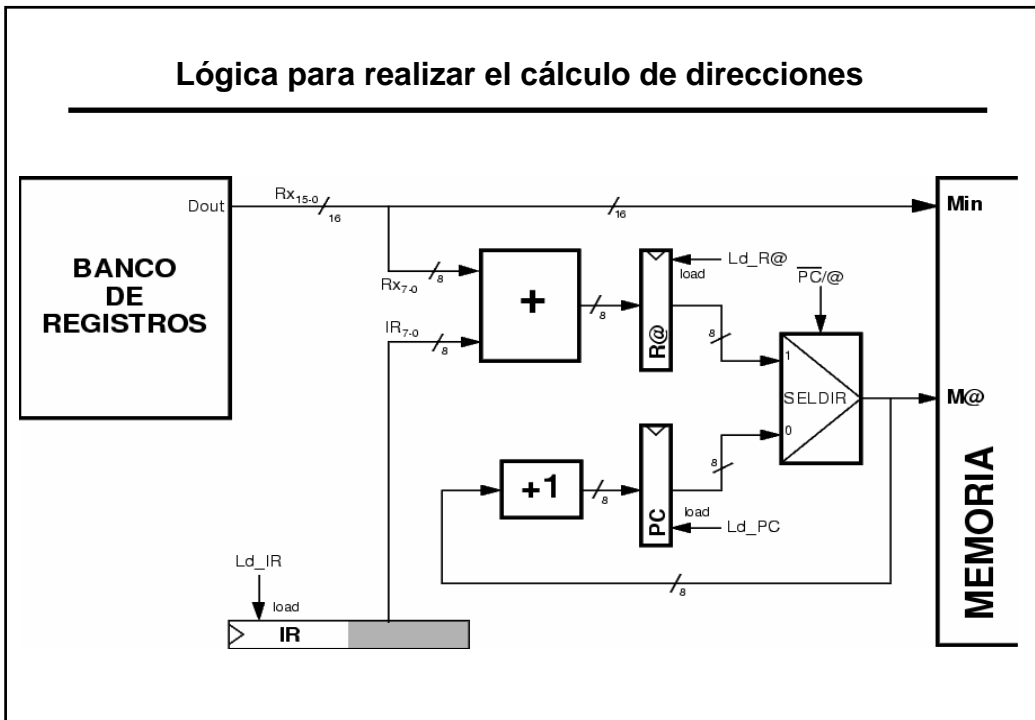 Lógica para realizar el cálculo de direcciones
Dout
Rx15-0
16
16
Min
BANCO
DE
REGISTROS
Rx7-0
8
IR7-0
8
+
8
R@
load
Ld_R@
8
PC/@
1
SELDIR
0
M@
+1
8
PC
load
Ld_PC
8
8
MEMORIA
Ld_IR
load
IR